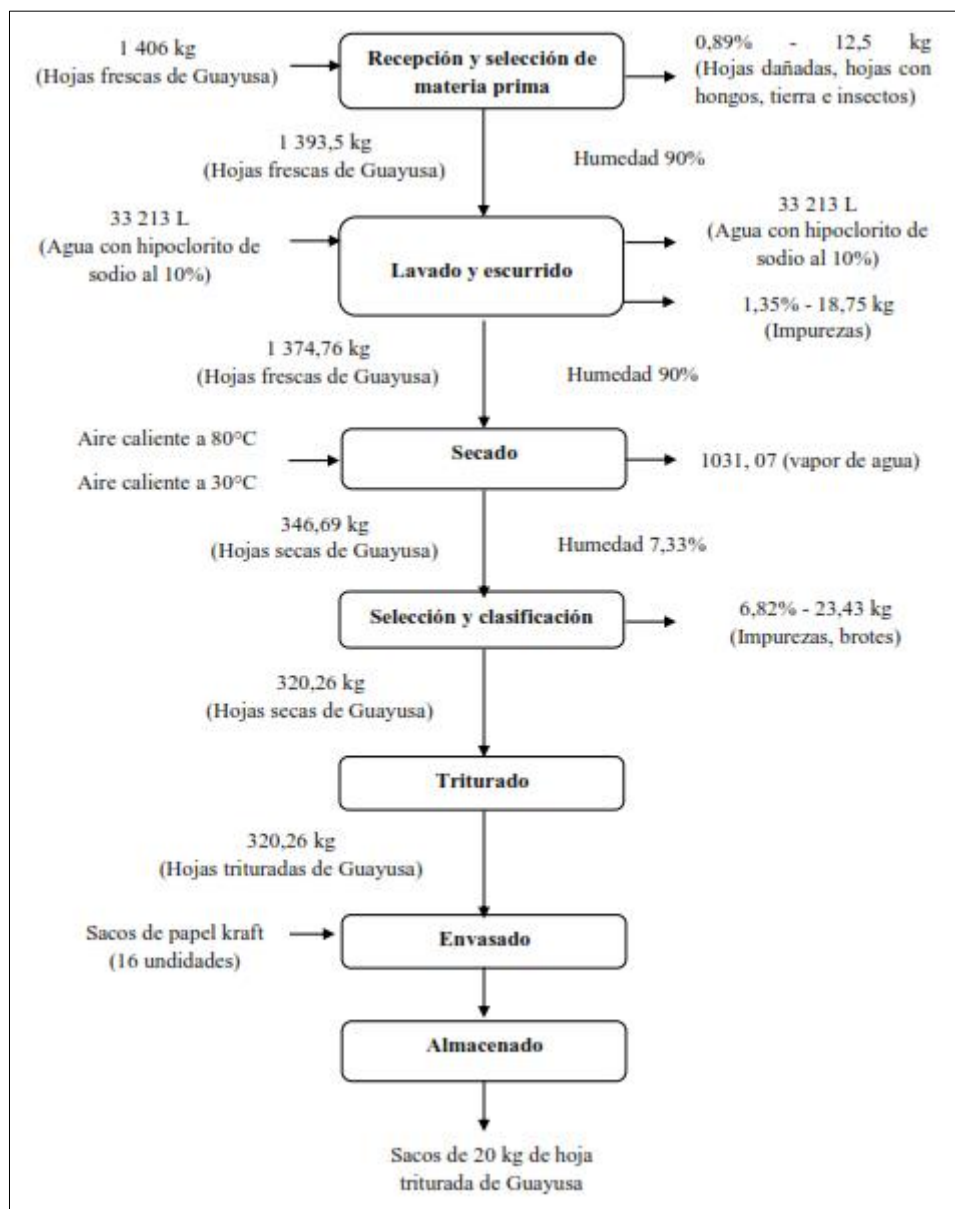 1 406 kg
(Hojas frescas de Guayusa)
Recepción y selección de
materia prima
0,89% - 12,5 kg
(Hojas dañadas, hojas con
hongos, tierra e insectos)
1 393,5 kg
(Hojas frescas de Guayusa)
Humedad 90%
33 213 L
(Agua con hipoclorito de
sodio al 10%)
Lavado y escurrido
33 213 L
(Agua con hipoclorito de
sodio al 10%)
1,35% - 18,75 kg
(Impurezas)
1 374,76 kg
(Hojas frescas de Guayusa)
Humedad 90%
Aire caliente a 80°C
Aire caliente a 30°C
Secado
1031, 07 (vapor de agua)
346,69 kg
(Hojas secas de Guayusa)
Humedad 7,33%
Selección y clasificación
6,82% - 23,43 kg
(Impurezas, brotes)
320,26 kg
(Hojas secas de Guayusa)
Triturado
320,26 kg
(Hojas trituradas de Guayusa)
Sacos de papel kraft
(16 undidades)
Envasado
Almacenado
Sacos de 20 kg de hoja
triturada de Guayusa